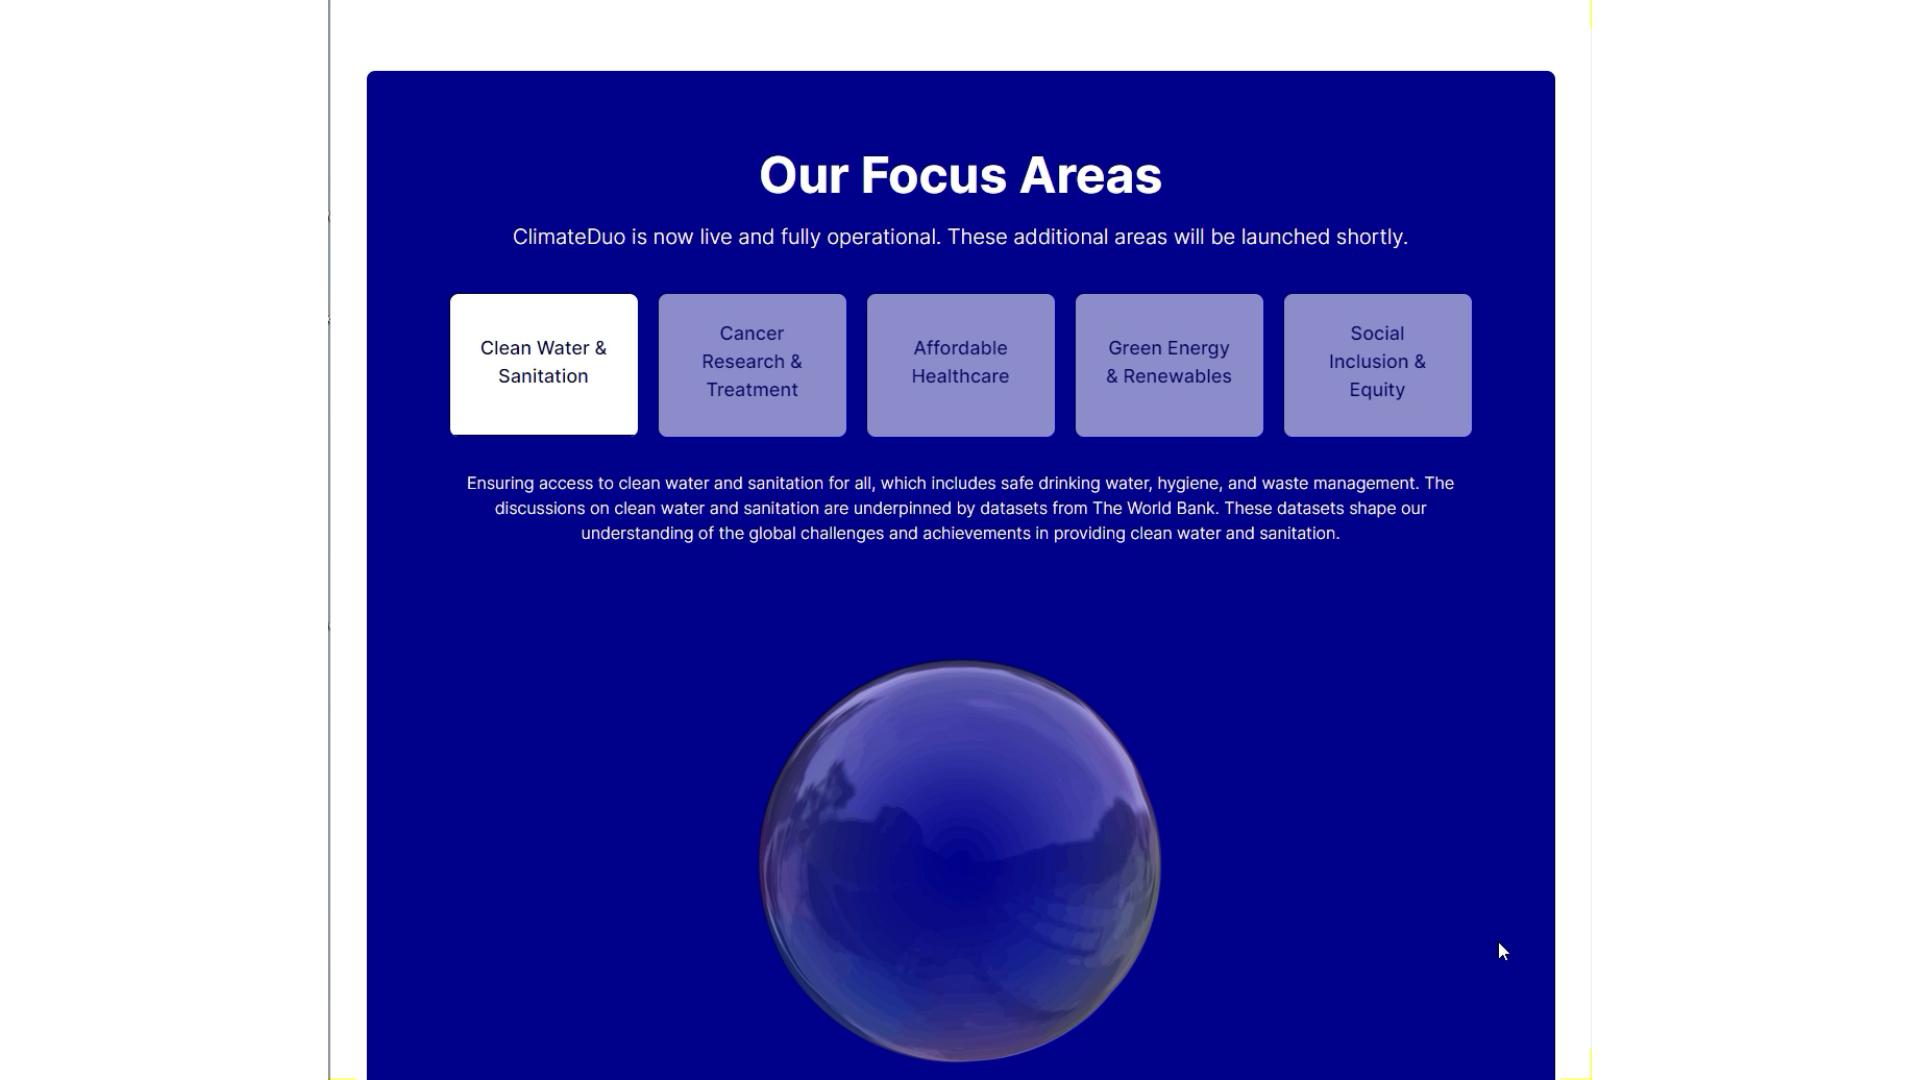 Our Focus Areas
ClimateDuo is now live and fully operational. These additional areas will be launched shortly.
Clean Water &
Sanitation
Cancer
Research &
Treatment
Affordable
Healthcare
Green Energy
& Renewables
Social
Inclusion &
Equity
Ensuring access to clean water and sanitation for all, which includes safe drinking water, hygiene, and waste management. The
discussions on clean water and sanitation are underpinned by datasets from The World Bank. These datasets shape our
understanding of the global challenges and achievements in providing clean water and sanitation.